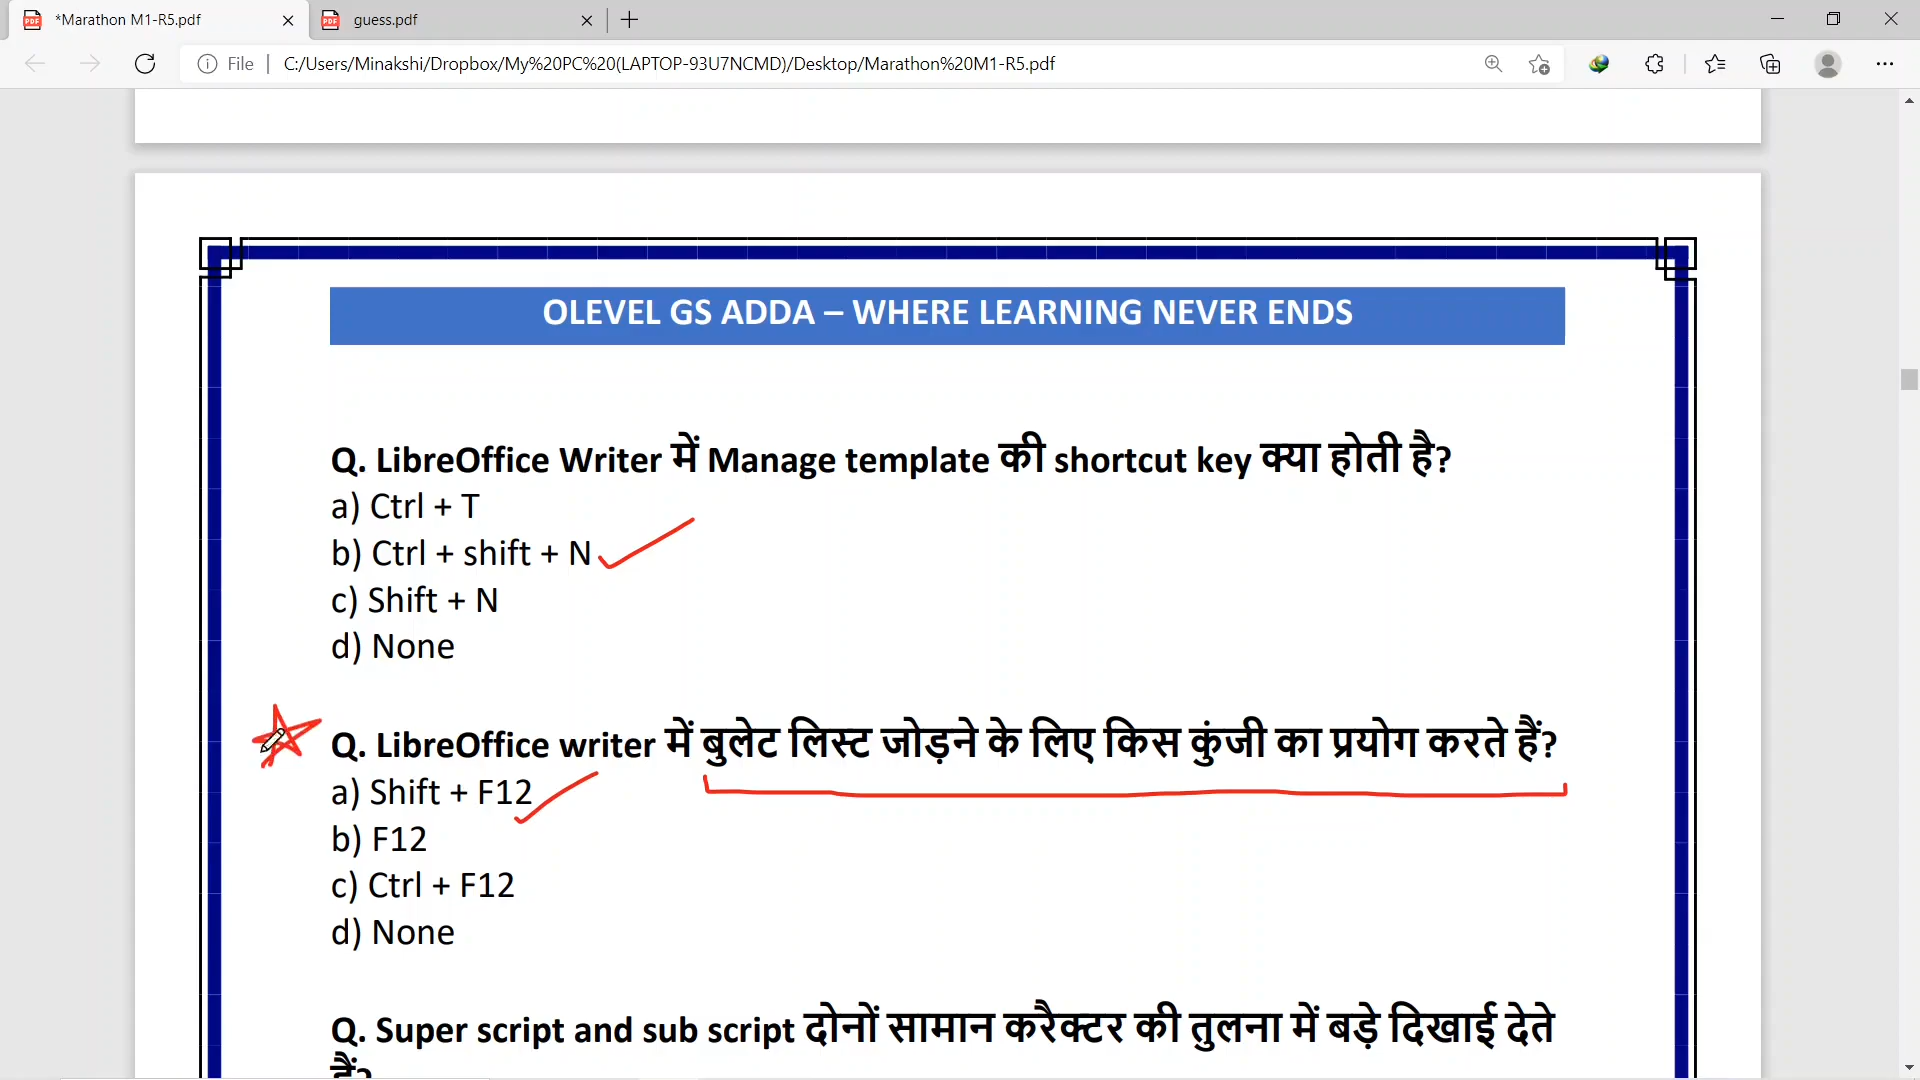 *Marathon M1-R5.pdf
guess.pdf
File
C:/Users/Minakshi/Dropbox/My%20PC%20(LAPTOP-93U7NCMD)/Desktop/Marathon%20M1-R5.pdf
OLEVEL GS ADDA – WHERE LEARNING NEVER ENDS
Q. LibreOffice Writer में Manage template की shortcut key क्या होती है?
a) Ctrl + T
b) Ctrl + shift + N
c) Shift + N
d) None
Q. LibreOffice writer में बुलेट लिस्ट जोड़ने के लिए किस कुंजी का प्रयोग करते हैं?
a) Shift + F12
b) F12
c) Ctrl + F12
d) None
Q. Super script and sub script दोनों सामान करैक्टर की तुलना में बड़े दिखाई देते
हैं?